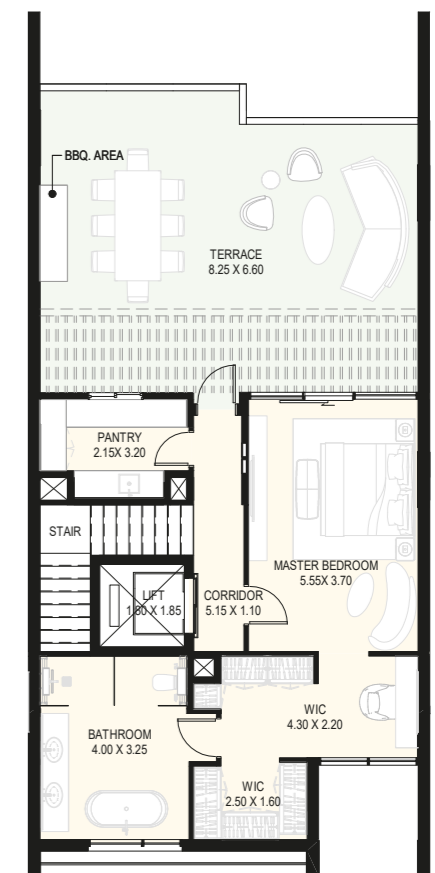 BBQ. AREA
TERRACE
8.25 X 6.60
PANTRY
2.15X 3.20
STAIR
MASTER BEDROOM
5.55X 3.70
LIFT
1.80 X 1.85
CORRIDOR
5.15 X 1.10
WIC
4.30 X 2.20
BATHROOM
4.00 X 3.25
WIC
2.50 X 1.60